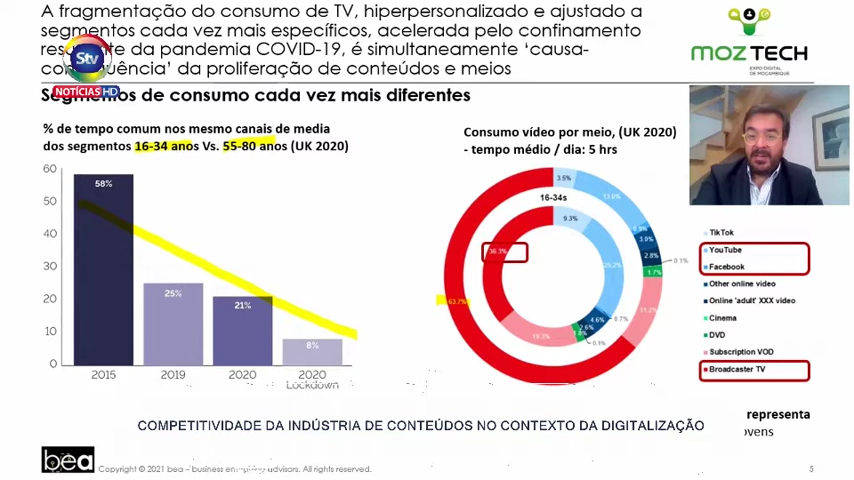 A fragmentação do consumo de TV, hiperpersonalizado e ajustado a
segmentos cada vez mais específicos, acelerada pelo confinamento
da pandemia COVID-19, é simultaneamente ‘causa-
da proliferação de conteúdos e meios
Stv
NOTÍCIAS HD
MOZTECH
EXPO DIGITAL
DE MOÇAMBIQUE
Segmentos de consumo cada vez mais diferentes
% de tempo comum nos mesmo canais de media
dos segmentos 16-34 anos Vs. 55-80 anos (UK 2020)
60
50
40
30
20
10
0
58%
25%
21%
8%
2015
2019
2020
2020
Lockdown
Consumo vídeo por meio, (UK 2020)
- tempo médio / dia: 5 hrs
16-34s
3.5%
13.0%
3.0%
2.8%
0.1%
1.7%
11.2%
63.7%
9.3%
0.7%
4.6%
2.6%
19.3%
36.3%
TikTok
YouTube
Facebook
Other online video
Online 'adult' XXX video
Cinema
DVD
Subscription VOD
Broadcaster TV
representa
ovens
COMPETITIVIDADE DA INDÚSTRIA DE CONTEÚDOS NO CONTEXTO DA DIGITALIZAÇÃO
bea
Copyright © 2021 bea – business advisors. All rights reserved.
5